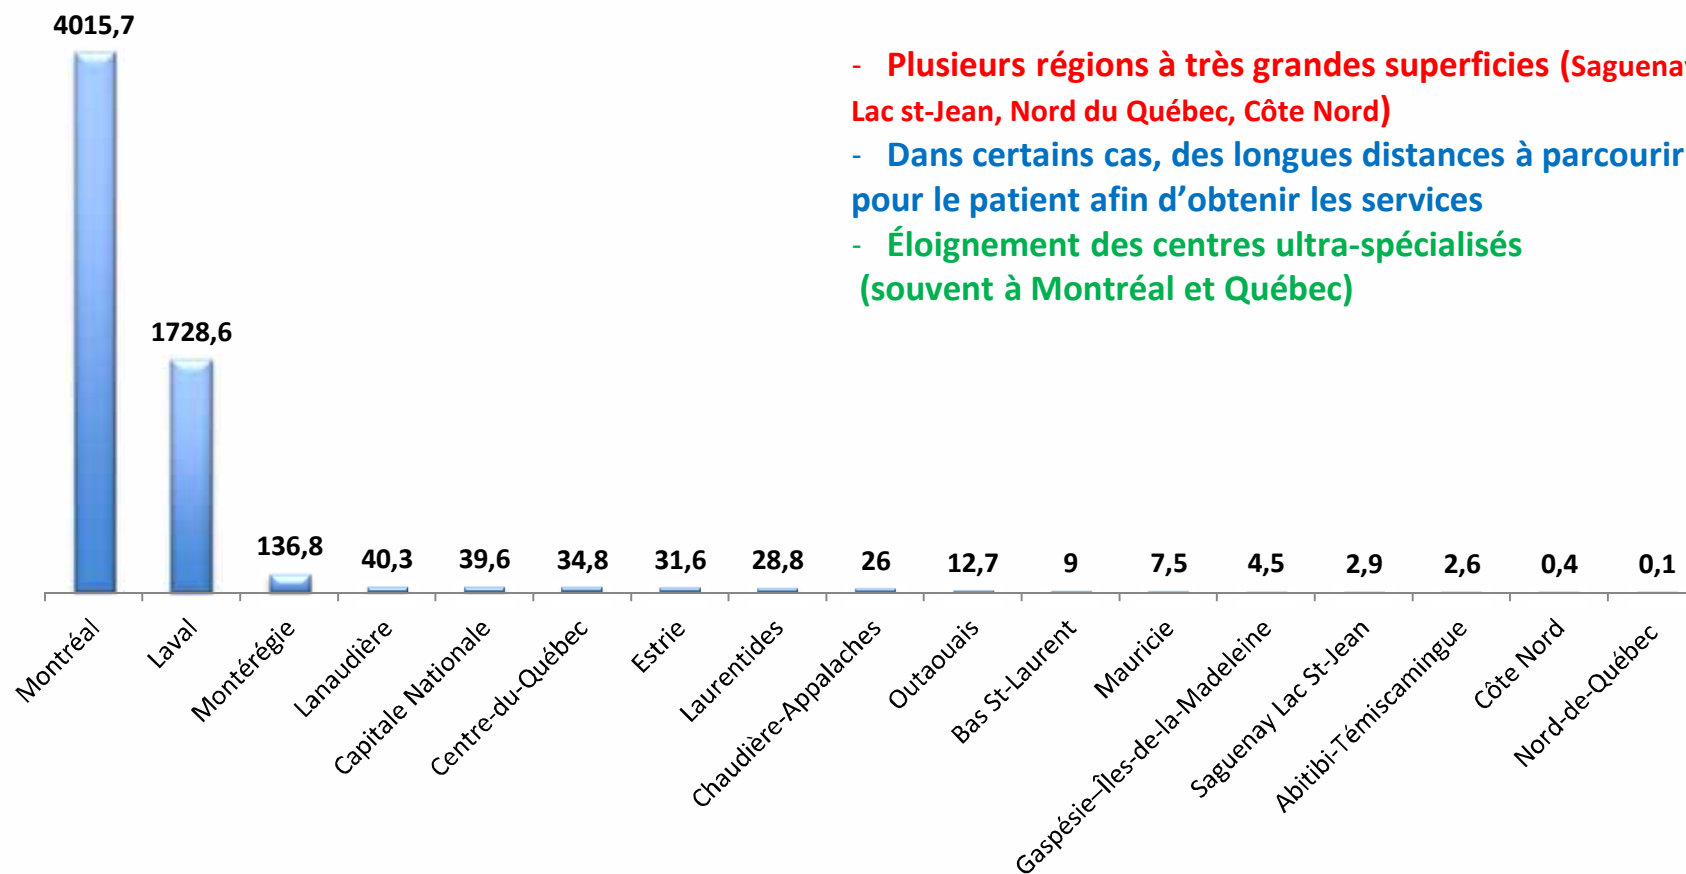 4015,7
- Plusieurs régions à très grandes superficies (Saguenay
Lac st-Jean, Nord du Québec, Côte Nord)
- Dans certains cas, des longues distances à parcourir
pour le patient afin d’obtenir les services
- Éloignement des centres ultra-spécialisés
(souvent à Montréal et Québec)
1728,6
136,8
40,3
39,6
34,8
31,6
28,8
26
12,7
9
7,5
4,5
2,9
2,6
0,4
0,1
Montréal
Laval
Montérégie
Lanaudière
Capitale Nationale
Centre-du-Québec
Estrie
Laurentides
Chaudière-Appalaches
Outaouais
Bas St-Laurent
Mauricie
Gaspésie–Îles-de-la-Madeleine
Saguenay Lac St-Jean
Abitibi-Témiscamingue
Côte Nord
Nord-de-Québec